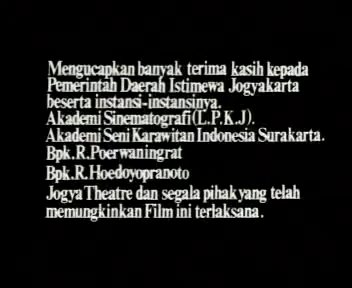 Mengucapkan banyak terima kasih kepada
Pemerintah Daerah Istimewa Jogyakarta
beserta instansi-instansinya.
Akademi Sinematografi(L.P.K.J).
Akademi Seni Karawitan Indonesia Surakarta.
Bpk.R.Poerwaningrat
Bpk.R.Hoedoyopranoto
Jogya Theatre dan segala pihak yang telah
memungkinkan Film ini terlaksana.